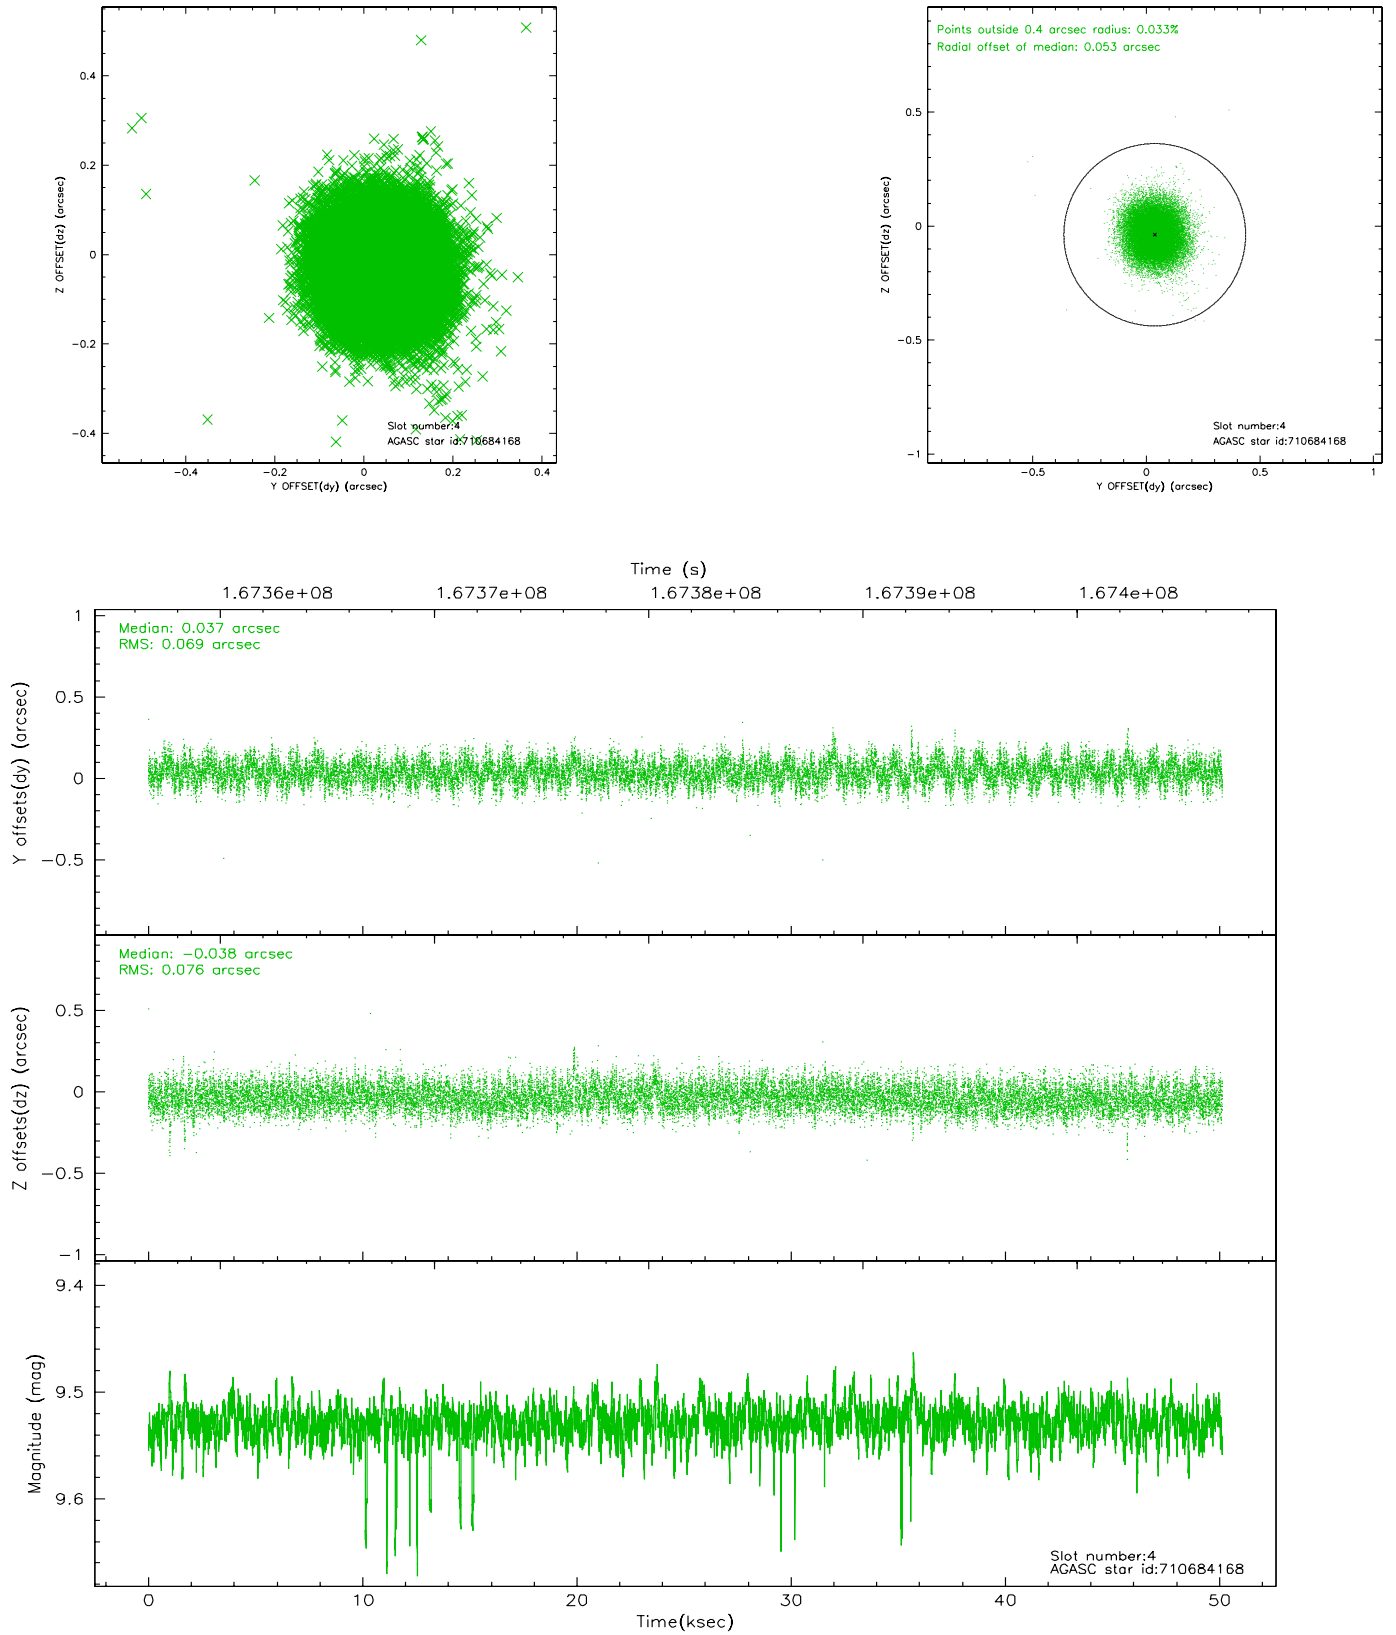 0.4
0.2
0
−0.2
−0.4
Z OFFSET(dz) (arcsec)
Slot number:4
AGASC star id:710684168
−0.4 −0.2 0 0.2 0.4
Y OFFSET(dy) (arcsec)
Points outside 0.4 arcsec radius: 0.033%
Radial offset of median: 0.053 arcsec
0.5
0
−0.5
−1
Z OFFSET(dz) (arcsec)
Slot number:4
AGASC star id:710684168
−0.5 0 0.5 1
Y OFFSET(dy) (arcsec)
Time (s)
1.6736e+08 1.6737e+08 1.6738e+08 1.6739e+08 1.674e+08
Median: 0.037 arcsec
RMS: 0.069 arcsec
1
0.5
0
−0.5
Y offsets(dy) (arcsec)
Median: −0.038 arcsec
RMS: 0.076 arcsec
0.5
0
−0.5
−1
Z offsets(dz) (arcsec)
9.4
9.5
9.6
Magnitude (mag)
Slot number:4
AGASC star id:710684168
0 10 20 30 40 50
Time(ksec)